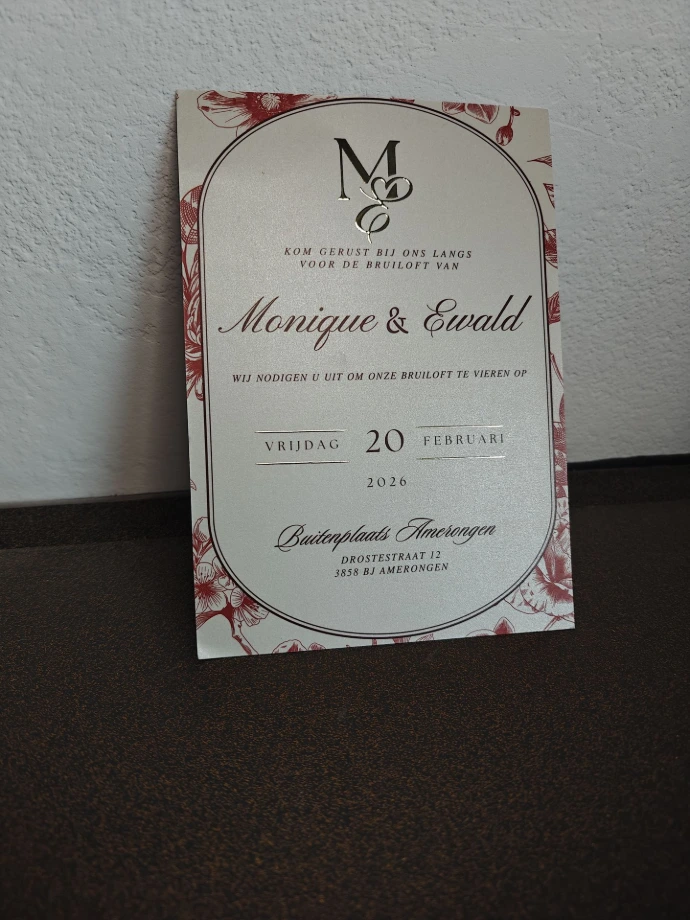 M
E
KOM GERUST BIJ ONS LANGS
VOOR DE BRUILOFT VAN
Monique & Ewald
WIJ NODIGEN U UIT OM ONZE BRUILOFT TE VIEREN OP
VRIJDAG 20 FEBRUARI
2026
Buitenplaats Amerongen
DROSTESTRAAT 12
3858 BJ AMERONGEN